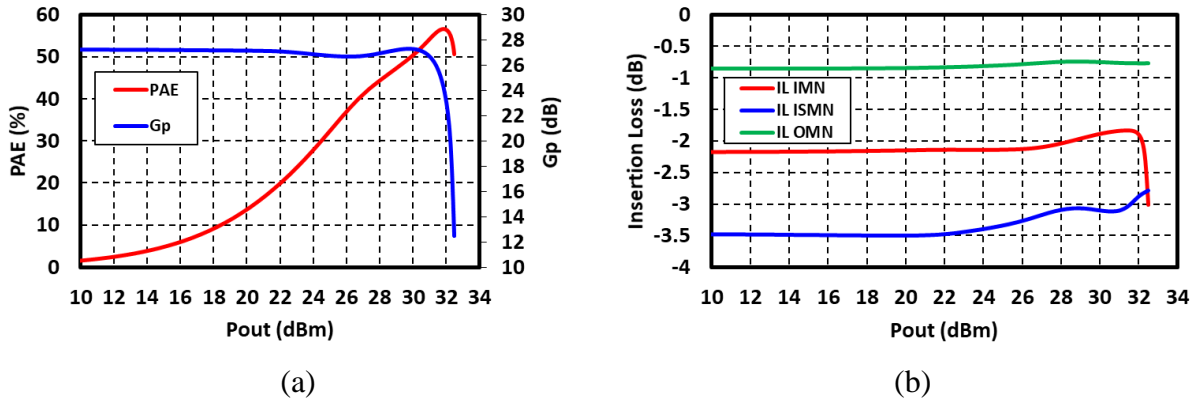 PAE (%)
60
50
40
30
20
10
0
PAE
Gp
30
28
26
24
22
20
18
16
14
12
10
Gp (dB)
10 12 14 16 18 20 22 24 26 28 30 32 34
Pout (dBm)
(a)
Insertion Loss (dB)
0
-0.5
-1
-1.5
-2
-2.5
-3
-3.5
-4
IL IMN
IL ISMN
IL OMN
10 12 14 16 18 20 22 24 26 28 30 32 34
Pout (dBm)
(b)